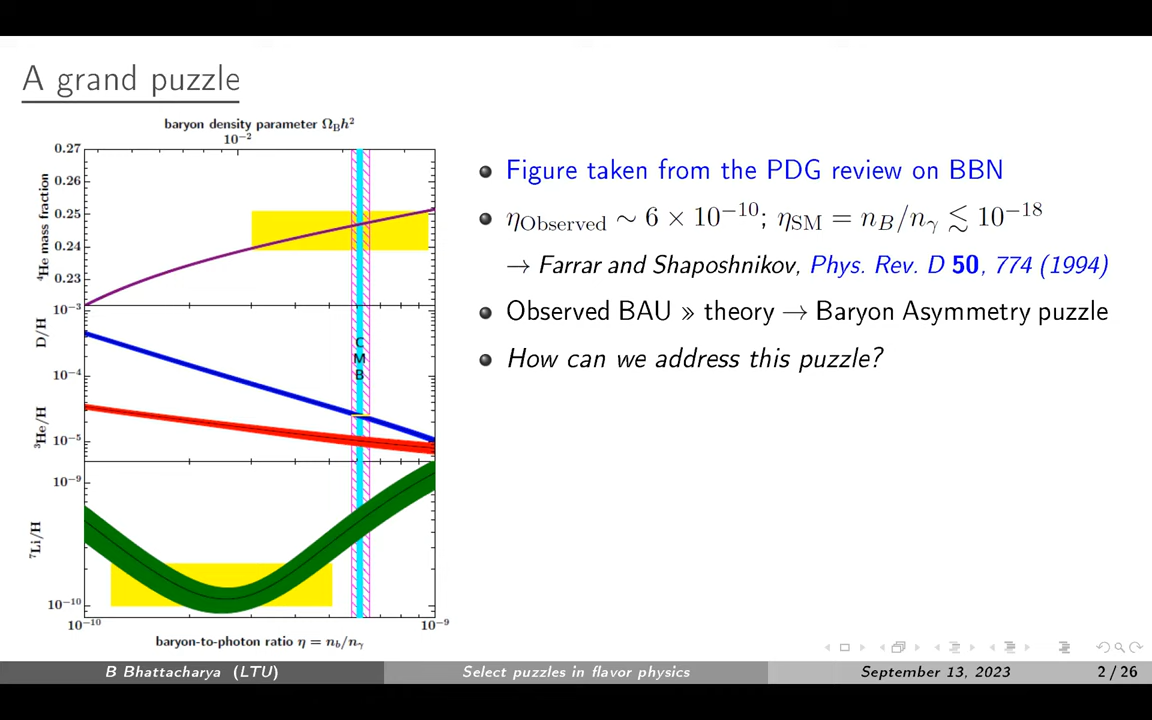 A grand puzzle
baryon density parameter Ω_B h²
10⁻²
0.27
0.26
0.25
0.24
0.23
⁴He mass fraction
10⁻³
D/H
10⁻⁴
³He/H
10⁻⁵
C
M
B
10⁻⁹
⁷Li/H
10⁻¹⁰
10⁻¹⁰ 10⁻⁹
baryon-to-photon ratio η = n_b/n_γ
Figure taken from the PDG review on BBN
η_Observed ∼ 6 × 10⁻¹⁰; η_SM = n_B/n_γ ≲ 10⁻¹⁸
→ Farrar and Shaposhnikov, Phys. Rev. D 50, 774 (1994)
Observed BAU » theory → Baryon Asymmetry puzzle
How can we address this puzzle?
B Bhattacharya (LTU) Select puzzles in flavor physics September 13, 2023 2 / 26